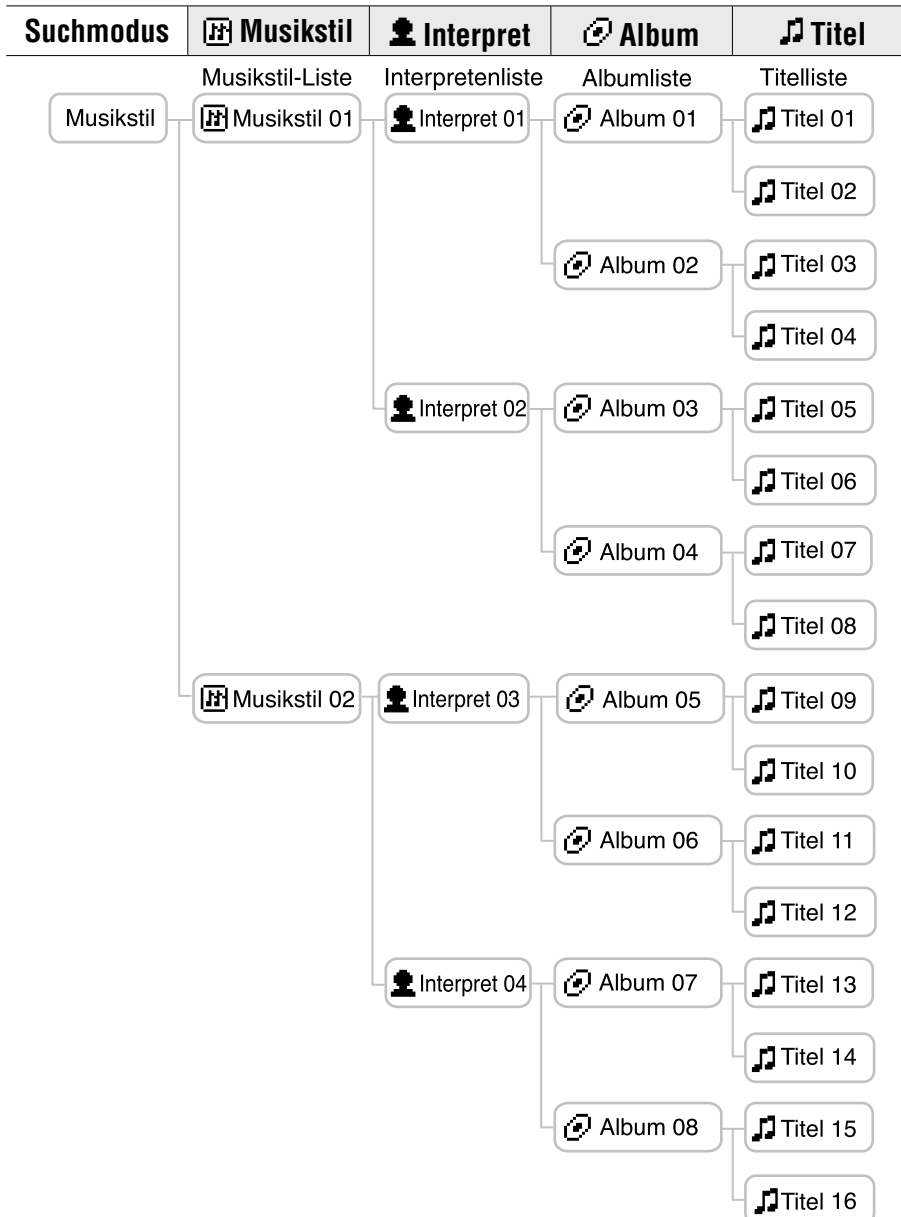 Suchmodus Musikstil Interpret Album Titel
Musikstil-Liste Interpretenliste Albumliste Titelliste
Musikstil Musikstil 01 Interpret 01 Album 01 Titel 01
Titel 02
Album 02 Titel 03
Titel 04
Interpret 02 Album 03 Titel 05
Titel 06
Album 04 Titel 07
Titel 08
Musikstil 02 Interpret 03 Album 05 Titel 09
Titel 10
Album 06 Titel 11
Titel 12
Interpret 04 Album 07 Titel 13
Titel 14
Album 08 Titel 15
Titel 16